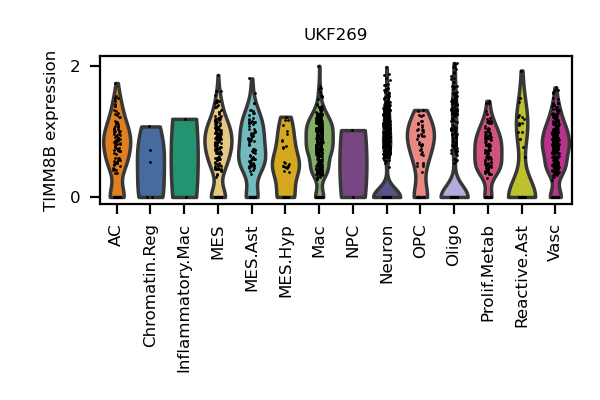 UKF269
TIMM8B expression
2
0
AC
Chromatin.Reg
Inflammatory.Mac
MES
MES.Ast
MES.Hyp
Mac
NPC
Neuron
OPC
Oligo
Prolif.Metab
Reactive.Ast
Vasc